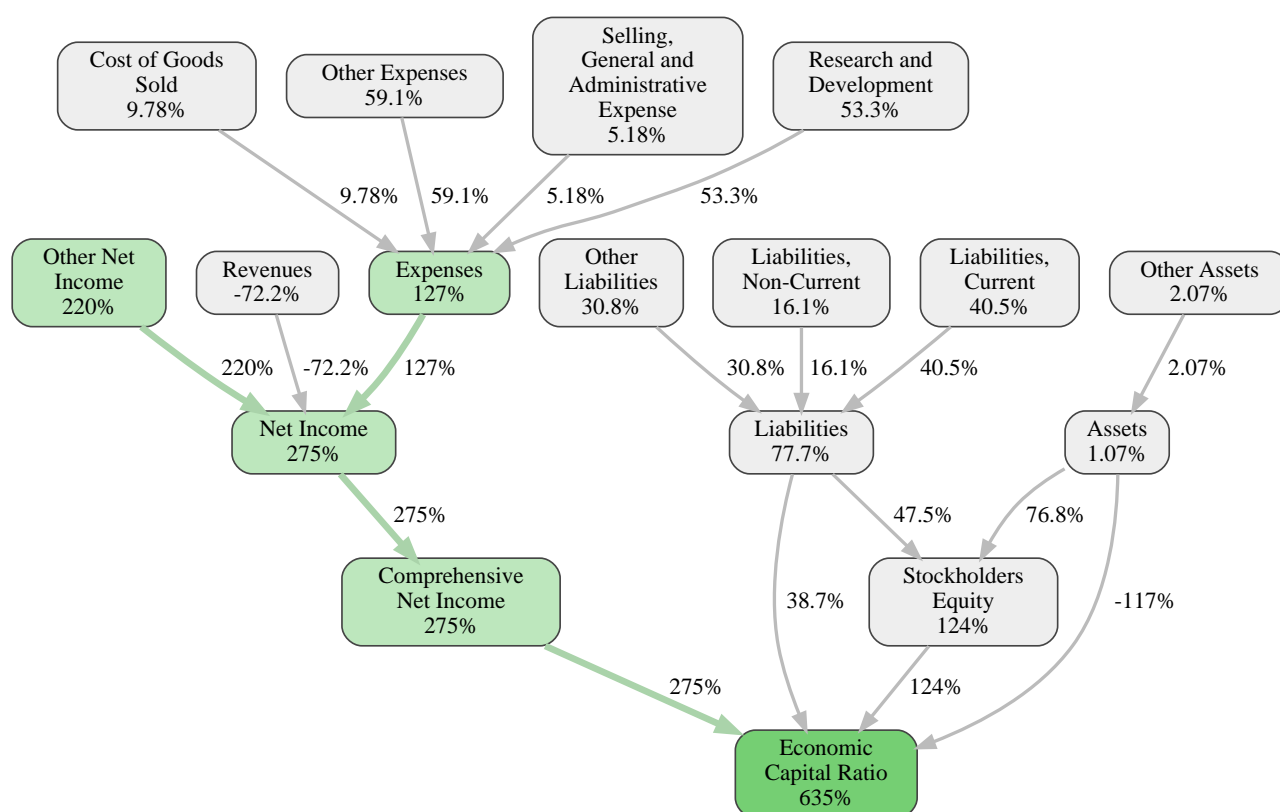 Cost of Goods
Sold
9.78%
Other Expenses
59.1%
Selling,
General and
Administrative
Expense
5.18%
Research and
Development
53.3%
9.78%
59.1%
5.18%
53.3%
Other Net
Income
220%
Revenues
-72.2%
Expenses
127%
Other
Liabilities
30.8%
Liabilities,
Non-Current
16.1%
Liabilities,
Current
40.5%
Other Assets
2.07%
220%
-72.2%
127%
30.8%
16.1%
40.5%
2.07%
Net Income
275%
Liabilities
77.7%
Assets
1.07%
275%
47.5%
76.8%
Comprehensive
Net Income
275%
38.7%
Stockholders
Equity
124%
-117%
275%
124%
Economic
Capital Ratio
635%